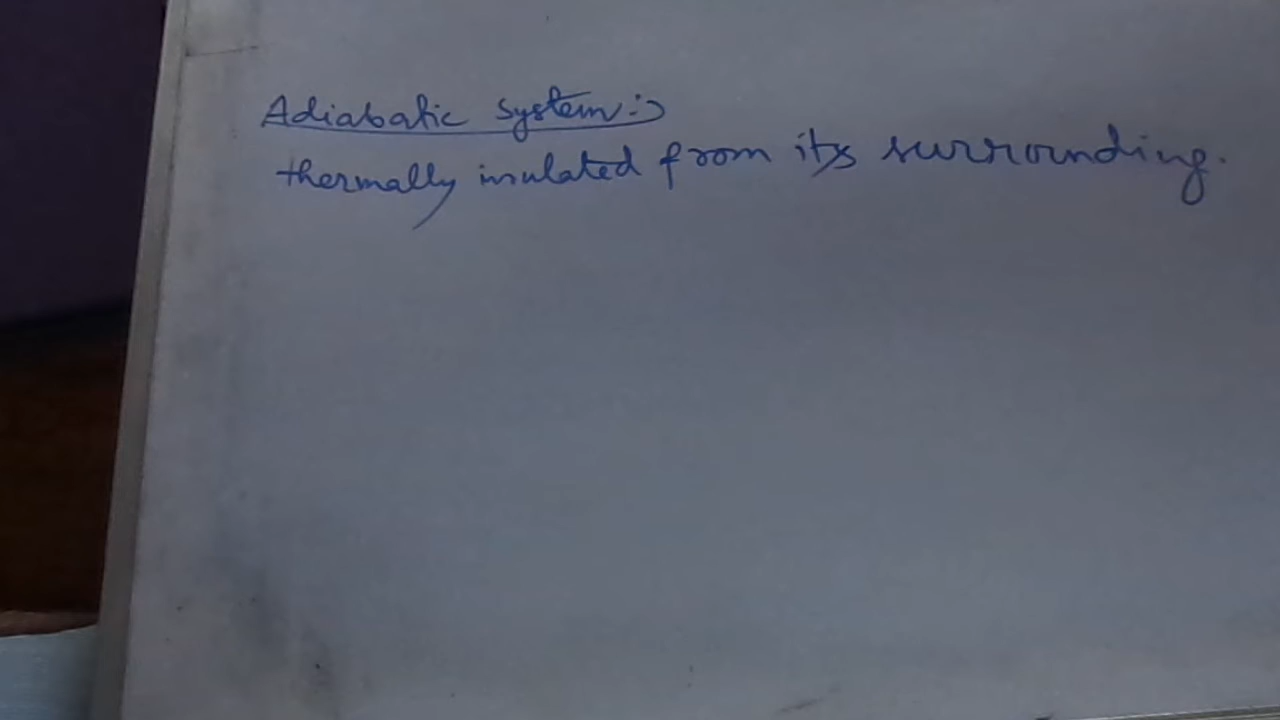 Adiabatic system :-
thermally insulated from its surrounding.